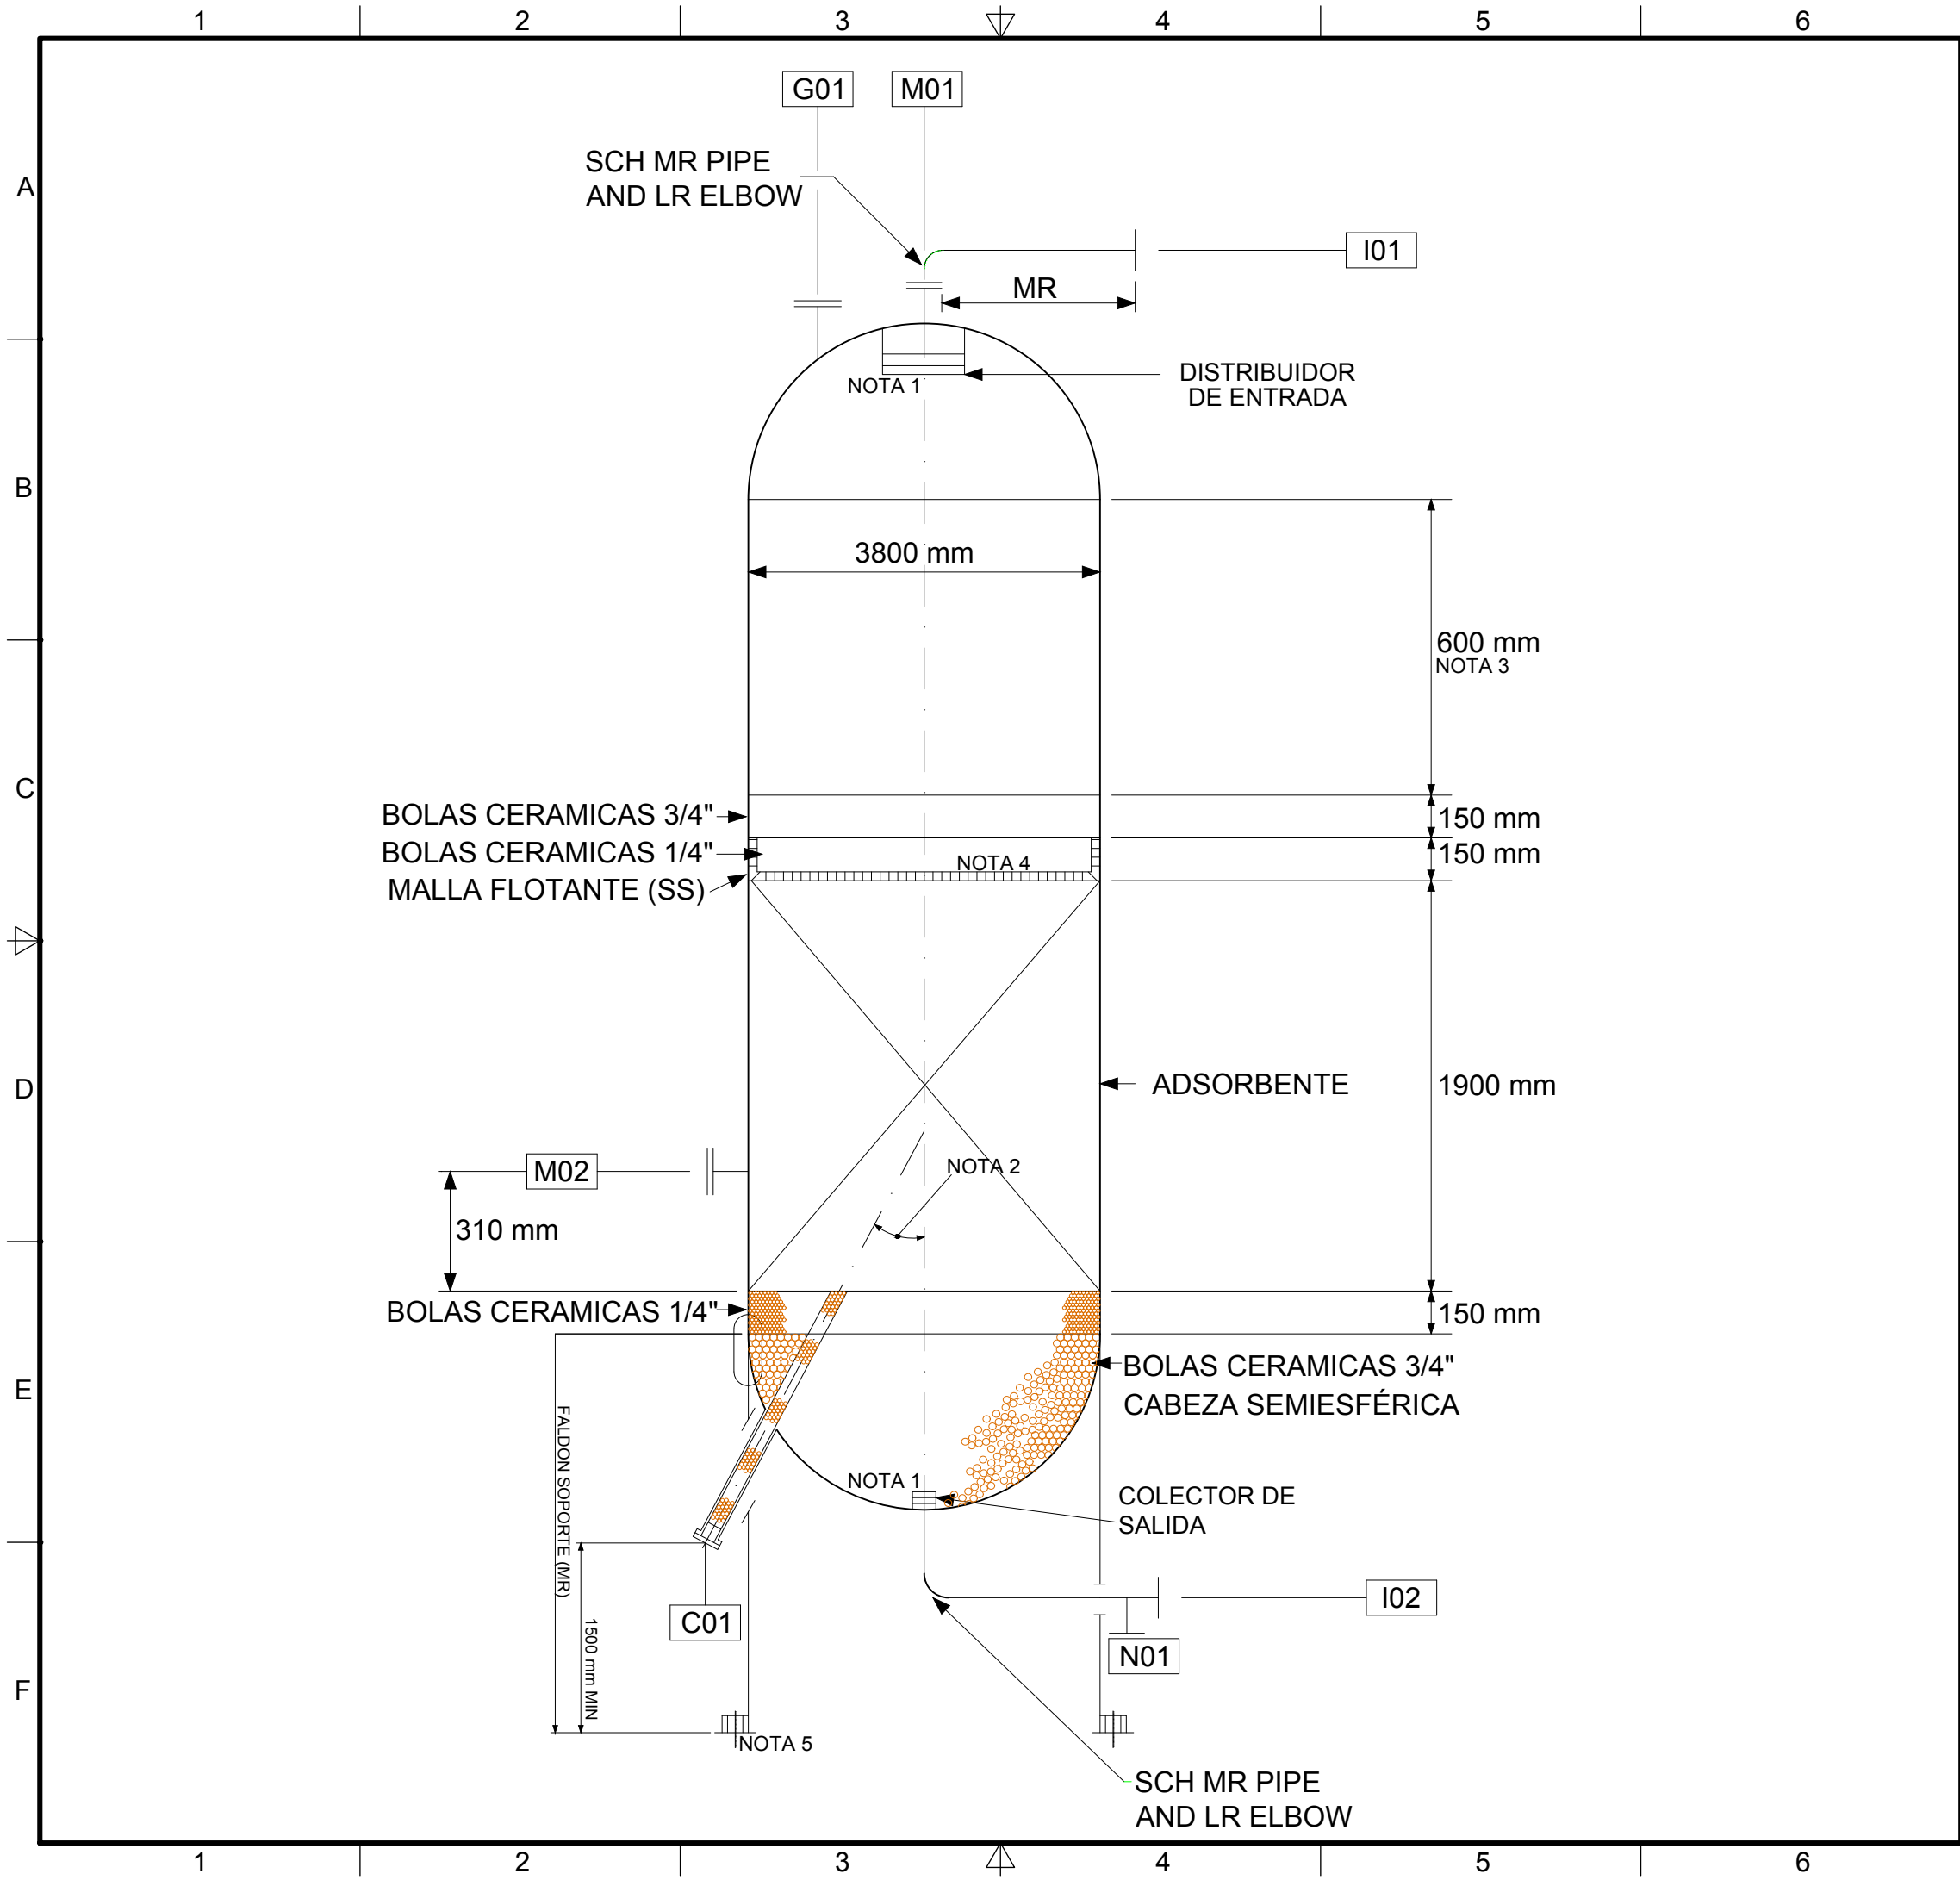 1 2 3 4 5 6
G01 M01
SCH MR PIPE
AND LR ELBOW
A
I01
MR
DISTRIBUIDOR
DE ENTRADA
NOTA 1
B
3800 mm
600 mm
NOTA 3
C
BOLAS CERAMICAS 3/4"
150 mm
BOLAS CERAMICAS 1/4"
150 mm
NOTA 4
MALLA FLOTANTE (SS)
D
ADSORBENTE
1900 mm
M02
NOTA 2
310 mm
BOLAS CERAMICAS 1/4"
150 mm
BOLAS CERAMICAS 3/4"
CABEZA SEMIESFÉRICA
E
FALDON SOPORTE (MR)
NOTA 1
COLECTOR DE
SALIDA
I02
C01
1500 mm MIN
N01
F
NOTA 5
SCH MR PIPE
AND LR ELBOW
1 2 3 4 5 6